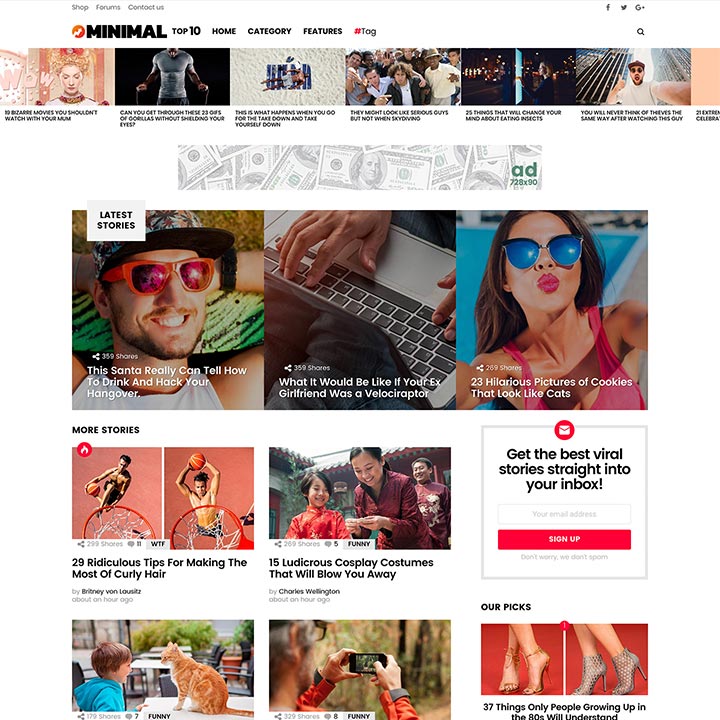 Shop Forums Contact us
MINIMAL TOP 10 HOME CATEGORY FEATURES #Tag
19 BIZARRE MOVIES YOU SHOULDN'T
WATCH WITH YOUR MUM
CAN YOU GET THROUGH THESE 23 GIFS
OF GORILLAS WITHOUT SHIELDING YOUR
EYES?
THIS IS WHAT HAPPENS WHEN YOU GO
FOR THE TAKE DOWN AND TAKE
YOURSELF DOWN
THEY MIGHT LOOK LIKE SERIOUS GUYS
BUT NOT WHEN SKYDIVING
25 THINGS THAT WILL CHANGE YOUR
MIND ABOUT EATING INSECTS
YOU WILL NEVER THINK OF THIEVES THE
SAME WAY AFTER WATCHING THIS GUY
21 EXTREM
CELEBRAT
ad
728x90
LATEST
STORIES
359 Shares
This Santa Really Can Tell How
To Drink And Hack Your
Hangover.
359 Shares
What It Would Be Like If Your Ex
Girlfriend Was a Velociraptor
269 Shares
23 Hilarious Pictures of Cookies
That Look Like Cats
MORE STORIES
299 Shares 11 WTF
29 Ridiculous Tips For Making The
Most Of Curly Hair
by Britney von Lausitz
about an hour ago
269 Shares 5 FUNNY
15 Ludicrous Cosplay Costumes
That Will Blow You Away
by Charles Wellington
about an hour ago
179 Shares 7 FUNNY
329 Shares 8 FUNNY
Get the best viral
stories straight into
your inbox!
Your email address
SIGN UP
Don't worry, we don't spam
OUR PICKS
1
37 Things Only People Growing Up in
the 80s Will Understand